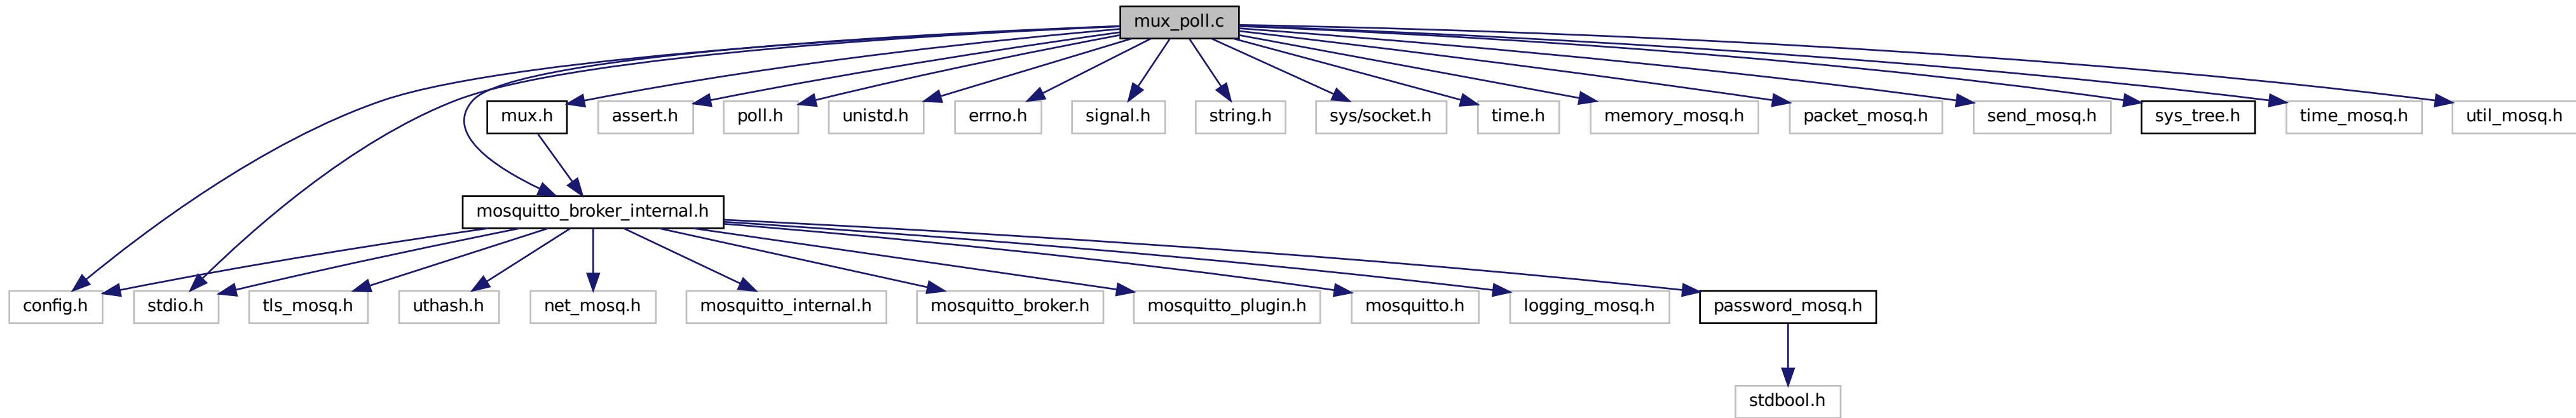 mux_poll.c
mux.h
assert.h
poll.h
unistd.h
errno.h
signal.h
string.h
sys/socket.h
time.h
memory_mosq.h
packet_mosq.h
send_mosq.h
sys_tree.h
time_mosq.h
util_mosq.h
mosquitto_broker_internal.h
config.h
stdio.h
tls_mosq.h
uthash.h
net_mosq.h
mosquitto_internal.h
mosquitto_broker.h
mosquitto_plugin.h
mosquitto.h
logging_mosq.h
password_mosq.h
stdbool.h